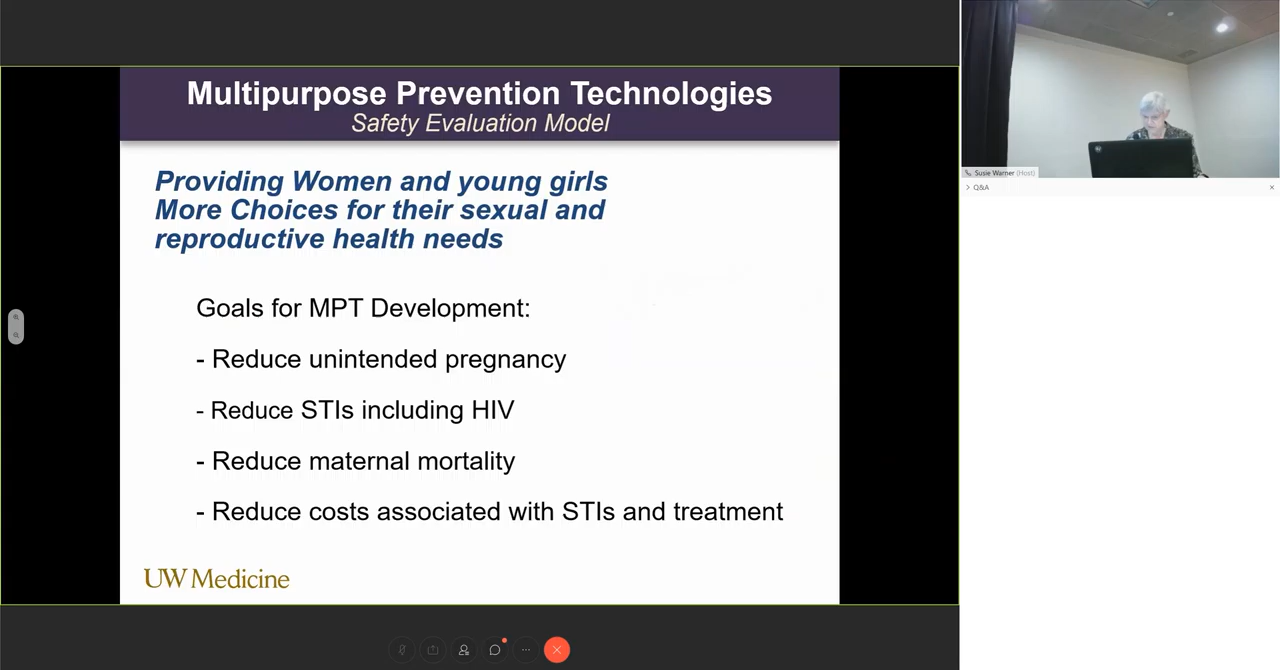 Multipurpose Prevention Technologies
Safety Evaluation Model
Providing Women and young girls
More Choices for their sexual and
reproductive health needs
Goals for MPT Development:
- Reduce unintended pregnancy
- Reduce STIs including HIV
- Reduce maternal mortality
- Reduce costs associated with STIs and treatment
UW Medicine
Susie Warner (Host)
Q&A